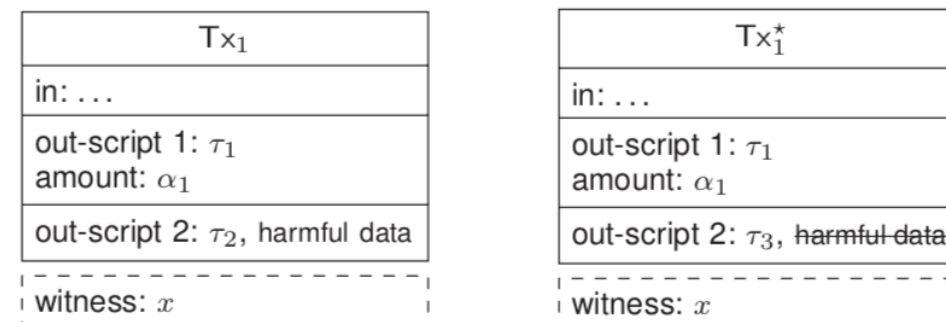 Tx₁
in: ...
out-script 1: τ₁
amount: α₁
out-script 2: τ₂, harmful data
witness: x
Tx₁⋆
in: ...
out-script 1: τ₁
amount: α₁
out-script 2: τ₃, harmful data
witness: x